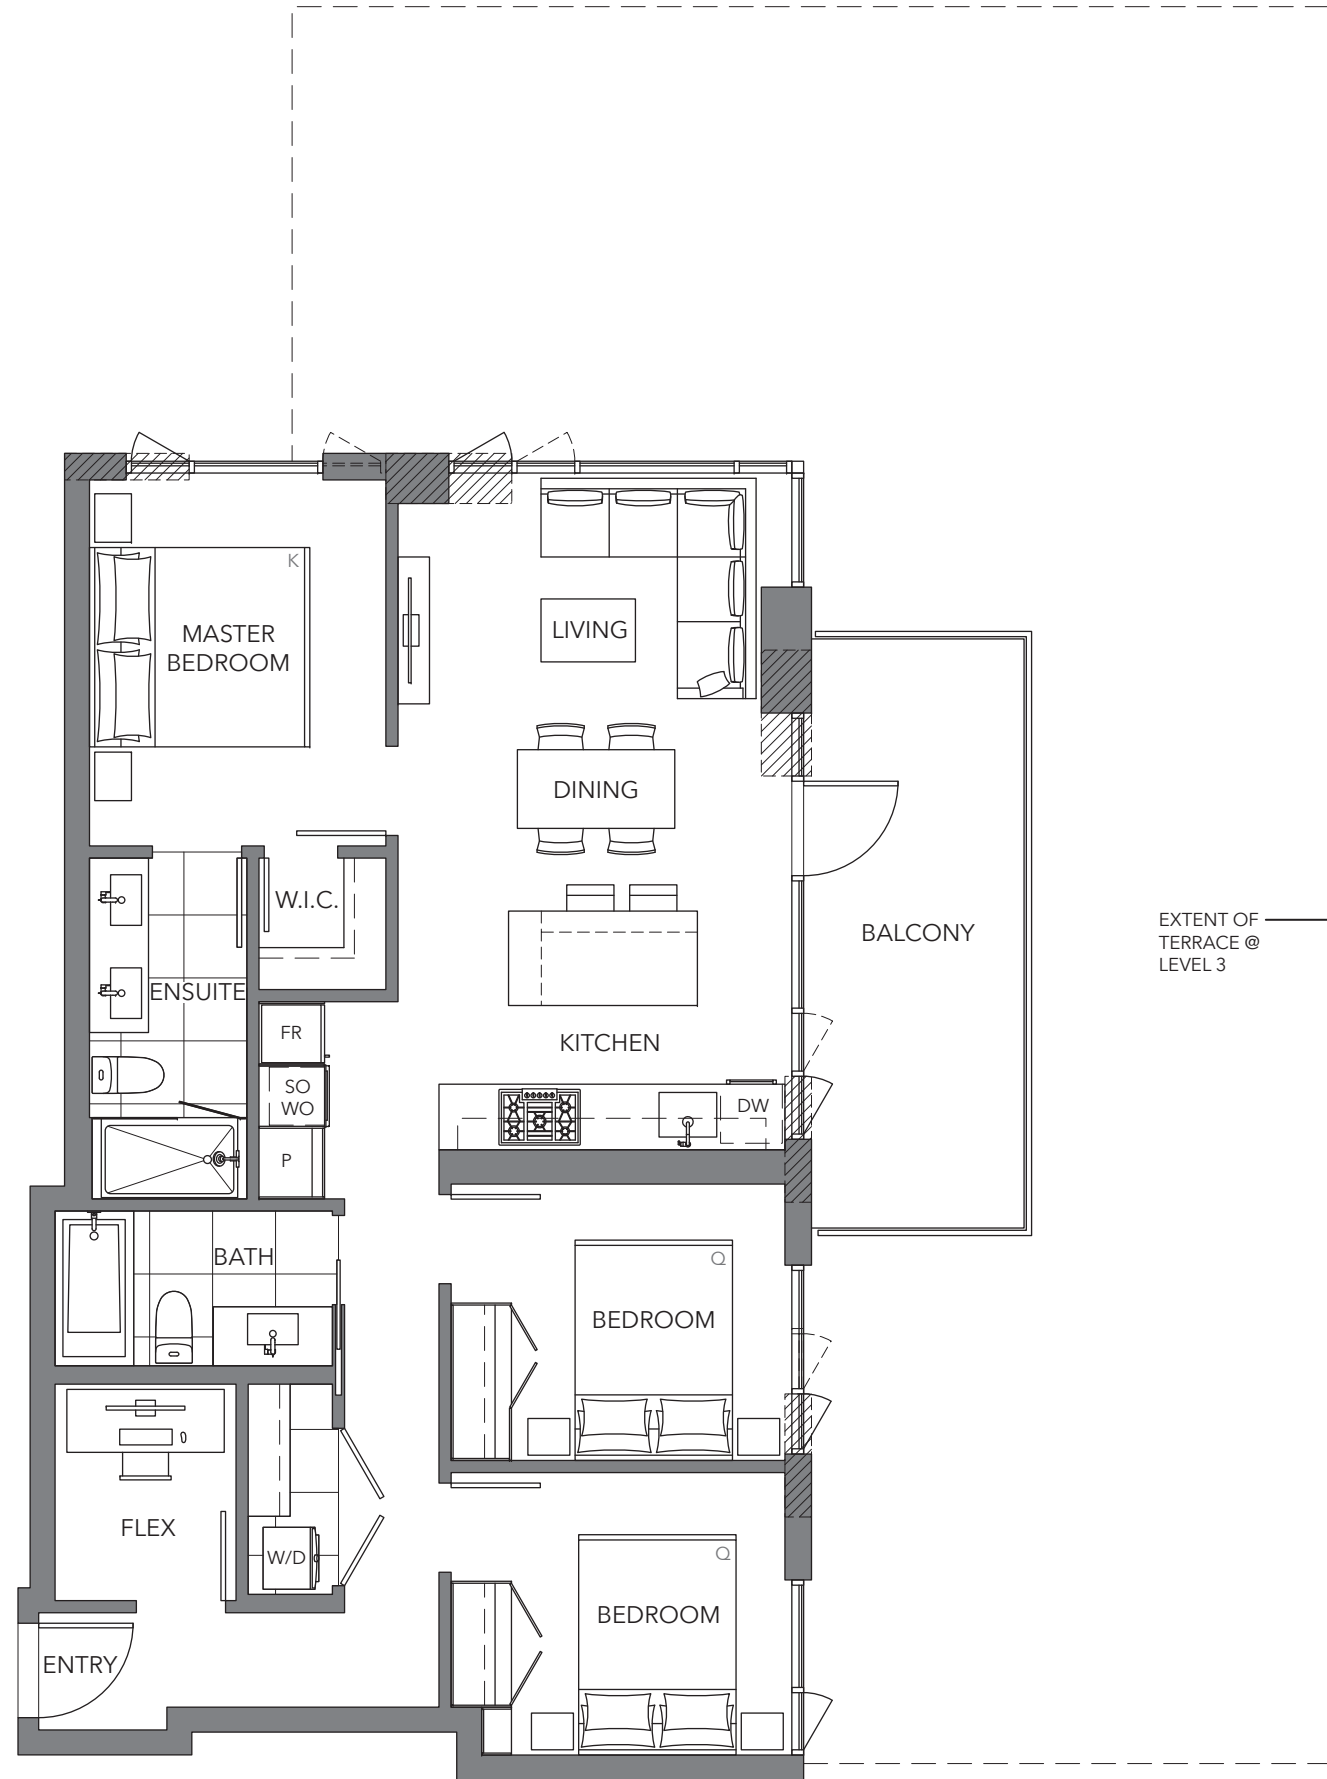 K
MASTER
BEDROOM
LIVING
DINING
W.I.C.
BALCONY
EXTENT OF
TERRACE @
LEVEL 3
ENSUITE
FR
KITCHEN
SO
WO
DW
P
BATH
Q
BEDROOM
FLEX
W/D
Q
BEDROOM
ENTRY